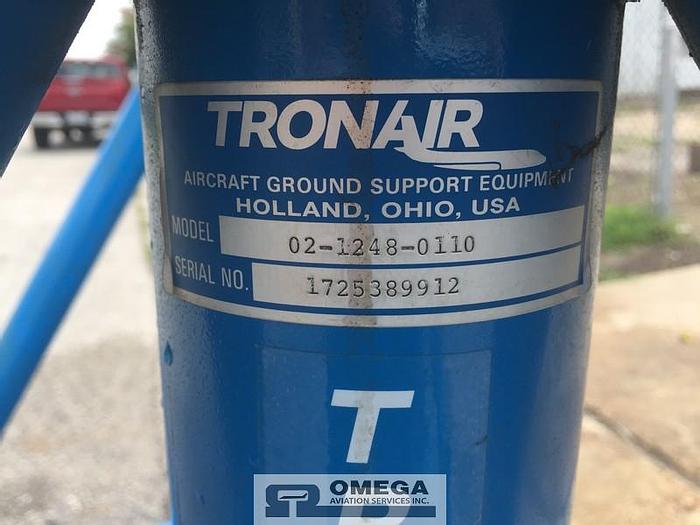 TRONAIR
AIRCRAFT GROUND SUPPORT EQUIPMENT
HOLLAND, OHIO, USA
MODEL 02-1248-0110
SERIAL NO. 1725389912
T
R
OMEGA
AVIATION SERVICES INC.